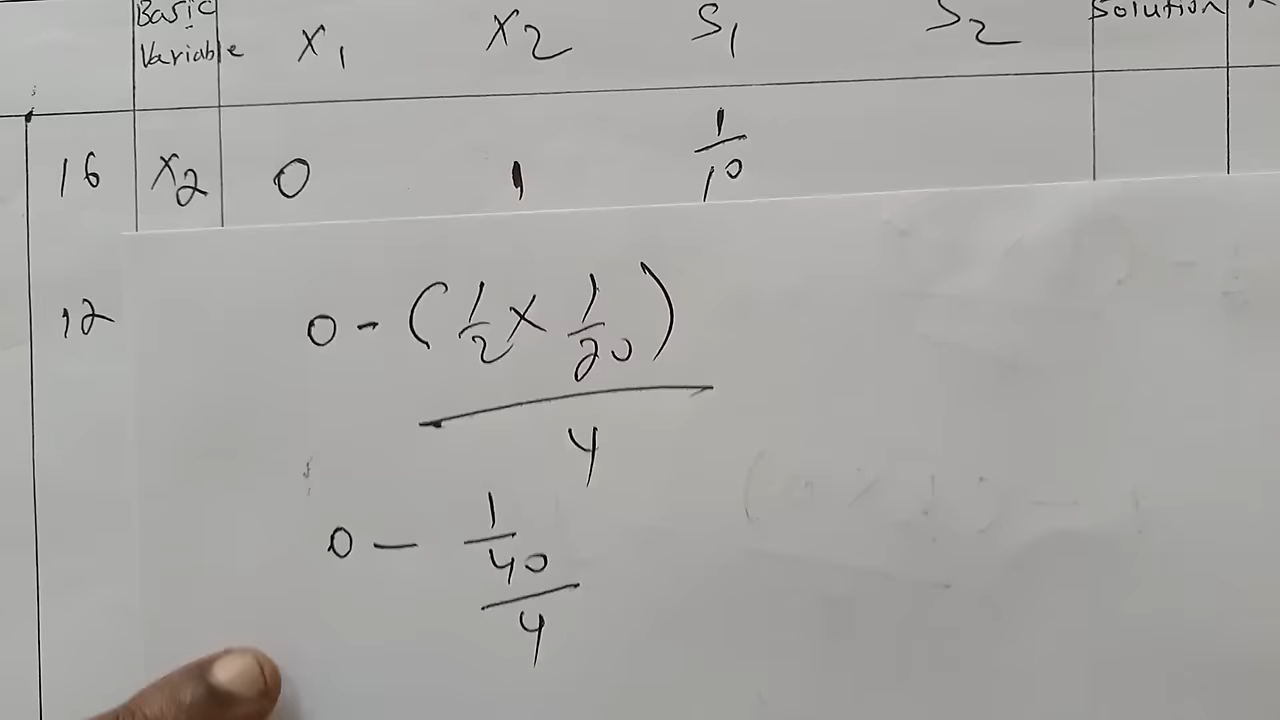 Basic Variable X1 X2 S1 S2 Solution
16 X2 0 1 1/10
12
0 - (1/2 × 1/20)
4
0 - 1/40
4